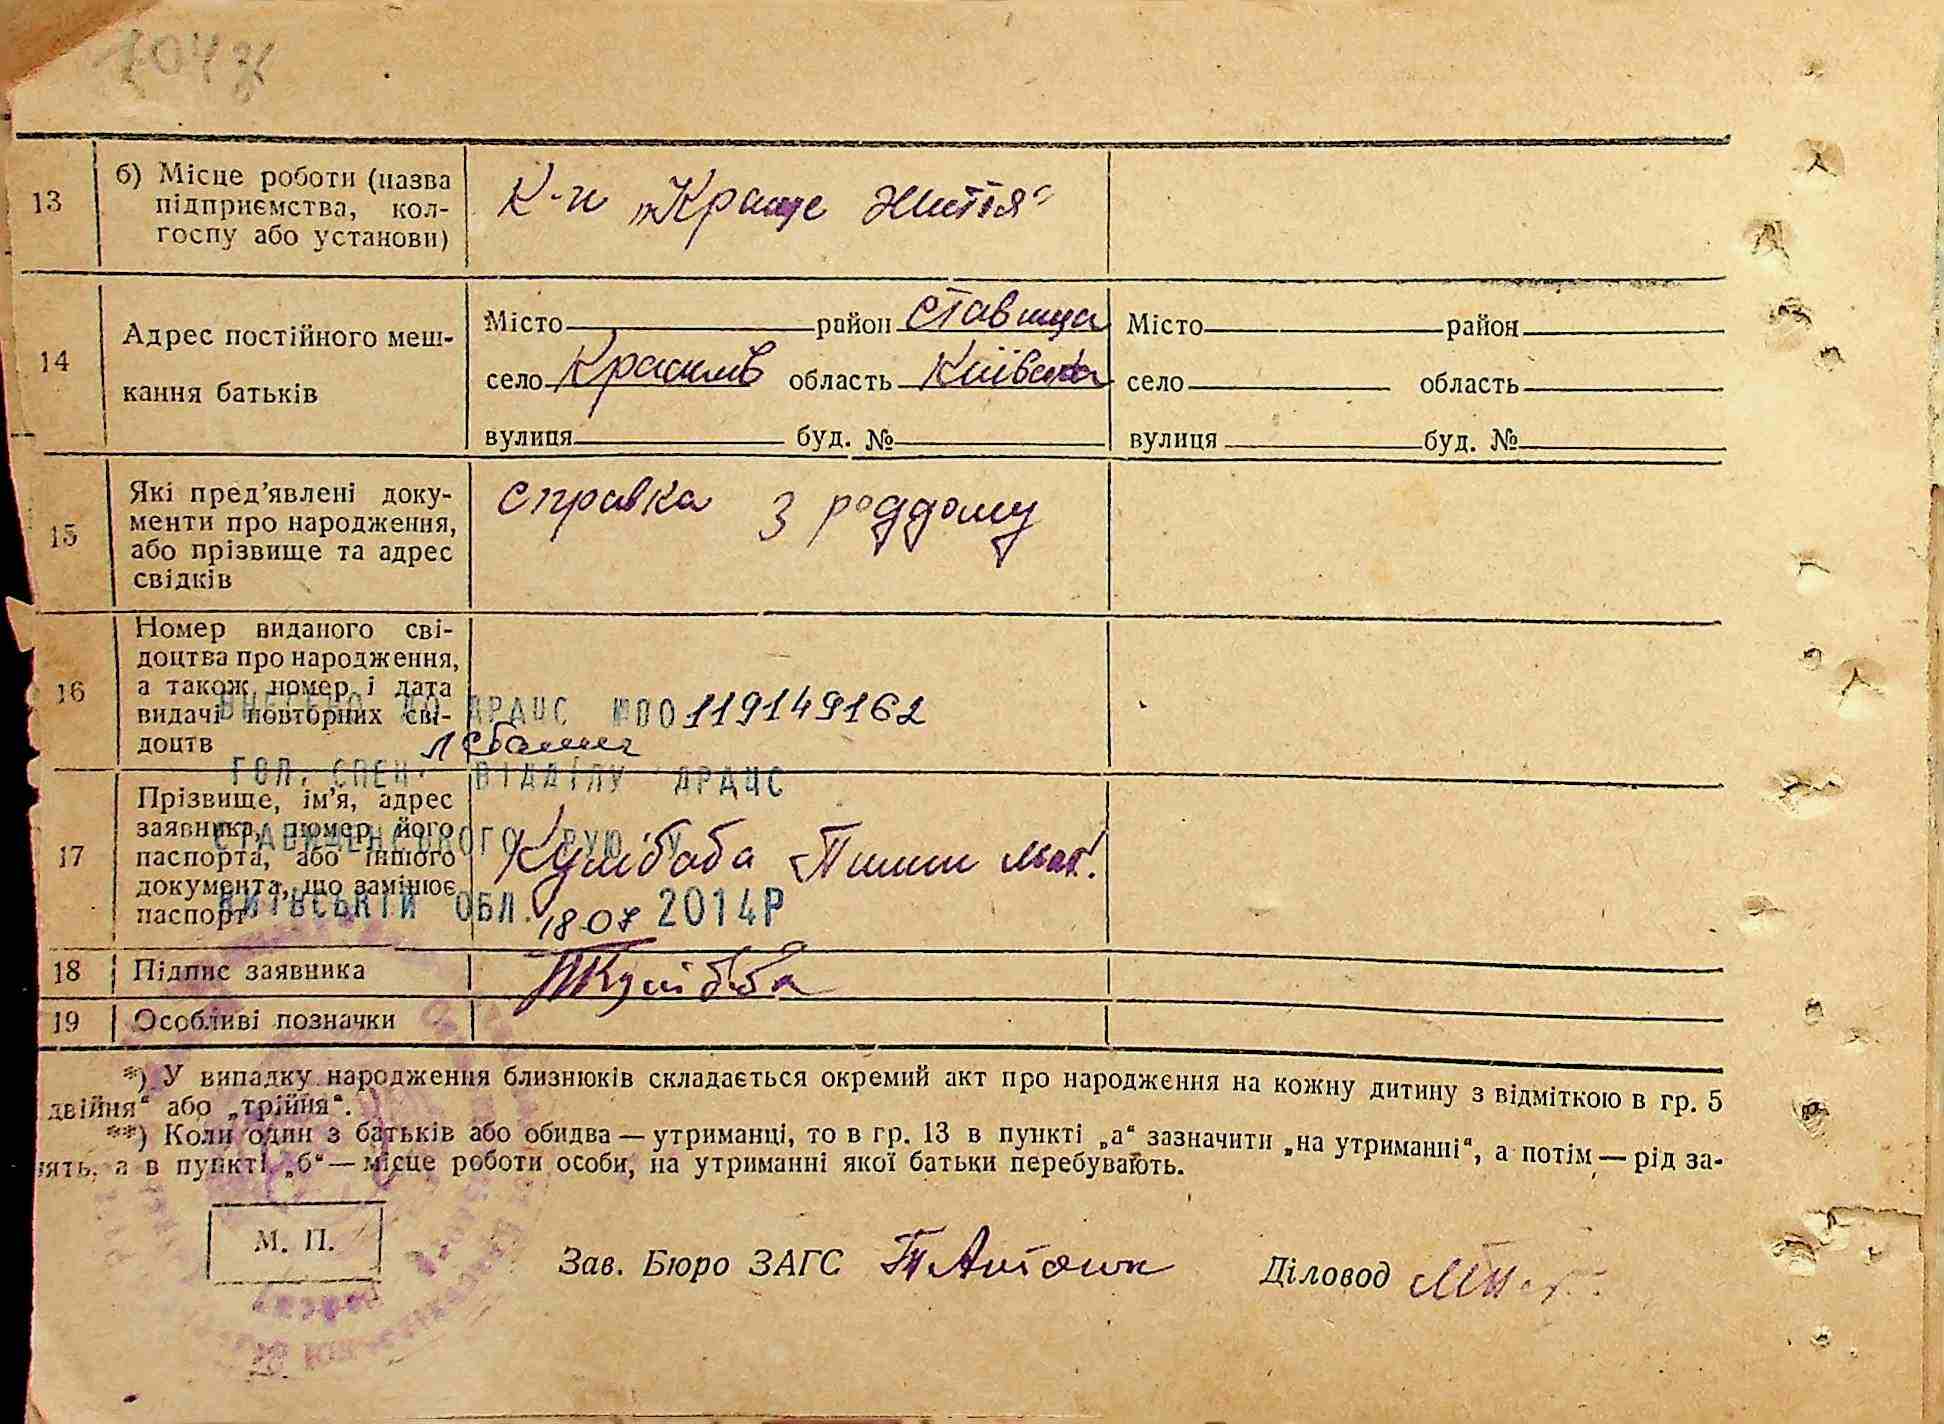 13 б) Місце роботи (назва
підприємства, кол-
госпу або установи)
К-п „Краще життя“
14 Адрес постійного меш-
кання батьків
Місто район Ставища
село Красилів область Київська
вулиця буд. №
Місто район
село область
вулиця буд. №
15 Які пред’явлені доку-
менти про народження,
або прізвище та адрес
свідків
справка з роддому
16 Номер виданого сві-
доцтва про народження,
а також номер і дата
видачі повторних сві-
доцтв
ВНЕСЕНО ДО ДРАЦС №00119149162
ГОЛ. СПЕЦ. ВІДДІЛУ ДРАЦС
17 Прізвище, ім’я, адрес
заявника, номер його
паспорта, або іншого
документа, що замінює
паспорт
СТАВИЩЕНСЬКОГО РУЮ У
Кулібаба мат.
КИЇВСЬКІЙ ОБЛ. 18 07 2014Р
18 Підпис заявника
ТКулібаба
19 Особливі позначки
*) У випадку народження близнюків складається окремий акт про народження на кожну дитину з відміткою в гр. 5
двійня“ або „трійня“.
**) Коли один з батьків або обидва — утриманці, то в гр. 13 в пункті „а“ зазначити „на утриманні“, а потім — рід за-
нять, а в пункті „б“ — місце роботи особи, на утриманні якої батьки перебувають.
М. П.
Зав. Бюро ЗАГС
Діловод